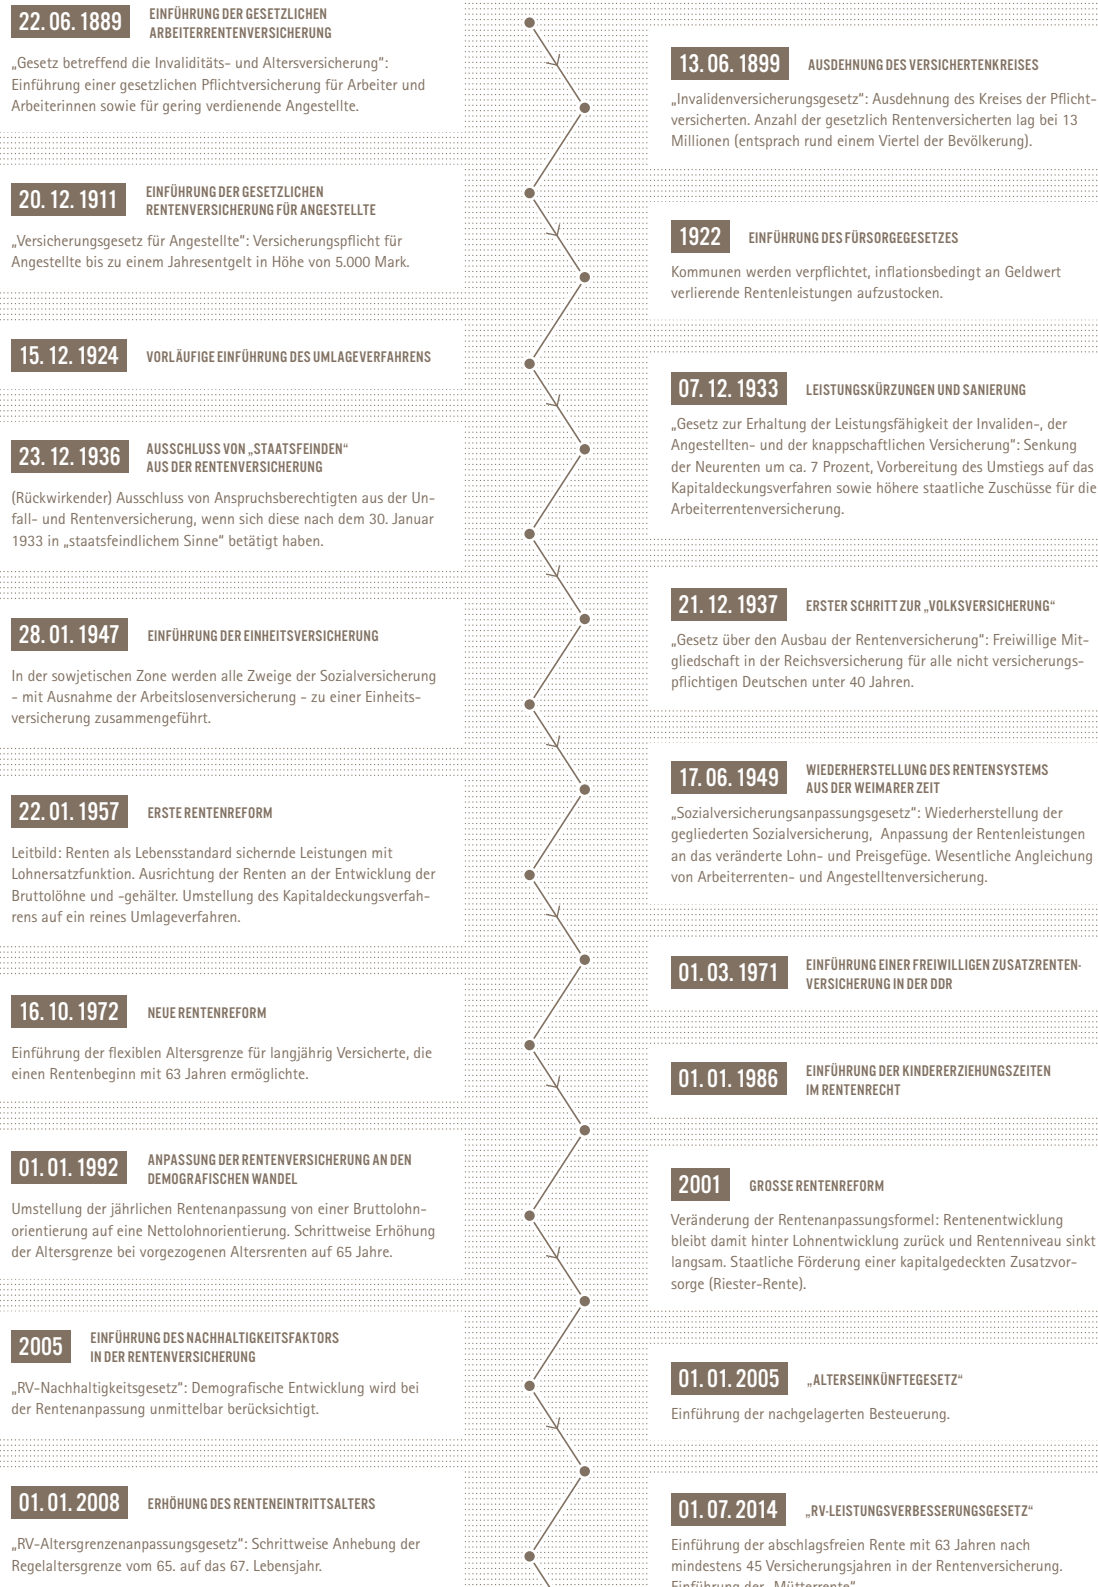 22. 06. 1889
EINFÜHRUNG DER GESETZLICHEN
ARBEITERRENTENVERSICHERUNG
„Gesetz betreffend die Invaliditäts- und Altersversicherung“:
Einführung einer gesetzlichen Pflichtversicherung für Arbeiter und
Arbeiterinnen sowie für gering verdienende Angestellte.
13. 06. 1899
AUSDEHNUNG DES VERSICHERTENKREISES
„Invalidenversicherungsgesetz“: Ausdehnung des Kreises der Pflicht-
versicherten. Anzahl der gesetzlich Rentenversicherten lag bei 13
Millionen (entsprach rund einem Viertel der Bevölkerung).
20. 12. 1911
EINFÜHRUNG DER GESETZLICHEN
RENTENVERSICHERUNG FÜR ANGESTELLTE
„Versicherungsgesetz für Angestellte“: Versicherungspflicht für
Angestellte bis zu einem Jahresentgelt in Höhe von 5.000 Mark.
1922
EINFÜHRUNG DES FÜRSORGEGESETZES
Kommunen werden verpflichtet, inflationsbedingt an Geldwert
verlierende Rentenleistungen aufzustocken.
15. 12. 1924
VORLÄUFIGE EINFÜHRUNG DES UMLAGEVERFAHRENS
07. 12. 1933
LEISTUNGSKÜRZUNGEN UND SANIERUNG
„Gesetz zur Erhaltung der Leistungsfähigkeit der Invaliden-, der
Angestellten- und der knappschaftlichen Versicherung“: Senkung
der Neurenten um ca. 7 Prozent, Vorbereitung des Umstiegs auf das
Kapitaldeckungsverfahren sowie höhere staatliche Zuschüsse für die
Arbeiterrentenversicherung.
23. 12. 1936
AUSSCHLUSS VON „STAATSFEINDEN“
AUS DER RENTENVERSICHERUNG
(Rückwirkender) Ausschluss von Anspruchsberechtigten aus der Un-
fall- und Rentenversicherung, wenn sich diese nach dem 30. Januar
1933 in „staatsfeindlichem Sinne“ betätigt haben.
21. 12. 1937
ERSTER SCHRITT ZUR „VOLKSVERSICHERUNG“
„Gesetz über den Ausbau der Rentenversicherung“: Freiwillige Mit-
gliedschaft in der Reichsversicherung für alle nicht versicherungs-
pflichtigen Deutschen unter 40 Jahren.
28. 01. 1947
EINFÜHRUNG DER EINHEITSVERSICHERUNG
In der sowjetischen Zone werden alle Zweige der Sozialversicherung
- mit Ausnahme der Arbeitslosenversicherung - zu einer Einheits-
versicherung zusammengeführt.
17. 06. 1949
WIEDERHERSTELLUNG DES RENTENSYSTEMS
AUS DER WEIMARER ZEIT
„Sozialversicherungsanpassungsgesetz“: Wiederherstellung der
gegliederten Sozialversicherung, Anpassung der Rentenleistungen
an das veränderte Lohn- und Preisgefüge. Wesentliche Angleichung
von Arbeiterrenten- und Angestelltenversicherung.
22. 01. 1957
ERSTE RENTENREFORM
Leitbild: Renten als Lebensstandard sichernde Leistungen mit
Lohnersatzfunktion. Ausrichtung der Renten an der Entwicklung der
Bruttolöhne und -gehälter. Umstellung des Kapitaldeckungsverfah-
rens auf ein reines Umlageverfahren.
01. 03. 1971
EINFÜHRUNG EINER FREIWILLIGEN ZUSATZRENTEN-
VERSICHERUNG IN DER DDR
16. 10. 1972
NEUE RENTENREFORM
Einführung der flexiblen Altersgrenze für langjährig Versicherte, die
einen Rentenbeginn mit 63 Jahren ermöglichte.
01. 01. 1986
EINFÜHRUNG DER KINDERERZIEHUNGSZEITEN
IM RENTENRECHT
01. 01. 1992
ANPASSUNG DER RENTENVERSICHERUNG AN DEN
DEMOGRAFISCHEN WANDEL
Umstellung der jährlichen Rentenanpassung von einer Bruttolohn-
orientierung auf eine Nettolohnorientierung. Schrittweise Erhöhung
der Altersgrenze bei vorgezogenen Altersrenten auf 65 Jahre.
2001
GROSSE RENTENREFORM
Veränderung der Rentenanpassungsformel: Rentenentwicklung
bleibt damit hinter Lohnentwicklung zurück und Rentenniveau sinkt
langsam. Staatliche Förderung einer kapitalgedeckten Zusatzvor-
sorge (Riester-Rente).
2005
EINFÜHRUNG DES NACHHALTIGKEITSFAKTORS
IN DER RENTENVERSICHERUNG
„RV-Nachhaltigkeitsgesetz“: Demografische Entwicklung wird bei
der Rentenanpassung unmittelbar berücksichtigt.
01. 01. 2005
„ALTERSEINKÜNFTEGESETZ“
Einführung der nachgelagerten Besteuerung.
01. 01. 2008
ERHÖHUNG DES RENTENEINTRITTSALTERS
„RV-Altersgrenzenanpassungsgesetz“: Schrittweise Anhebung der
Regelaltersgrenze vom 65. auf das 67. Lebensjahr.
01. 07. 2014
„RV-LEISTUNGSVERBESSERUNGSGESETZ“
Einführung der abschlagsfreien Rente mit 63 Jahren nach
mindestens 45 Versicherungsjahren in der Rentenversicherung.
Einführung der „Mütterrente“